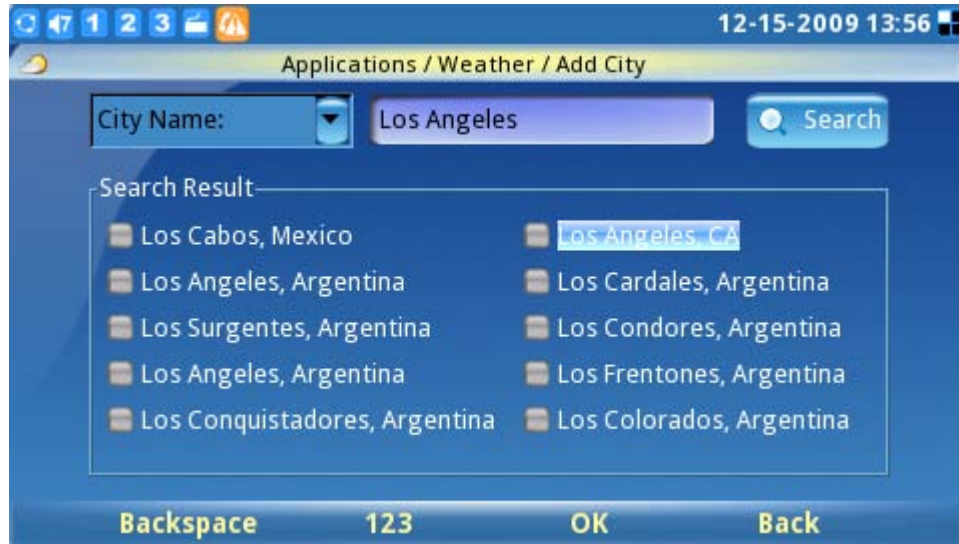 7 1 2 3 12-15-2009 13:56
Applications / Weather / Add City
City Name: Los Angeles Search
Search Result
Los Cabos, Mexico Los Angeles, CA
Los Angeles, Argentina Los Cardales, Argentina
Los Surgentes, Argentina Los Condores, Argentina
Los Angeles, Argentina Los Frentones, Argentina
Los Conquistadores, Argentina Los Colorados, Argentina
Backspace 123 OK Back